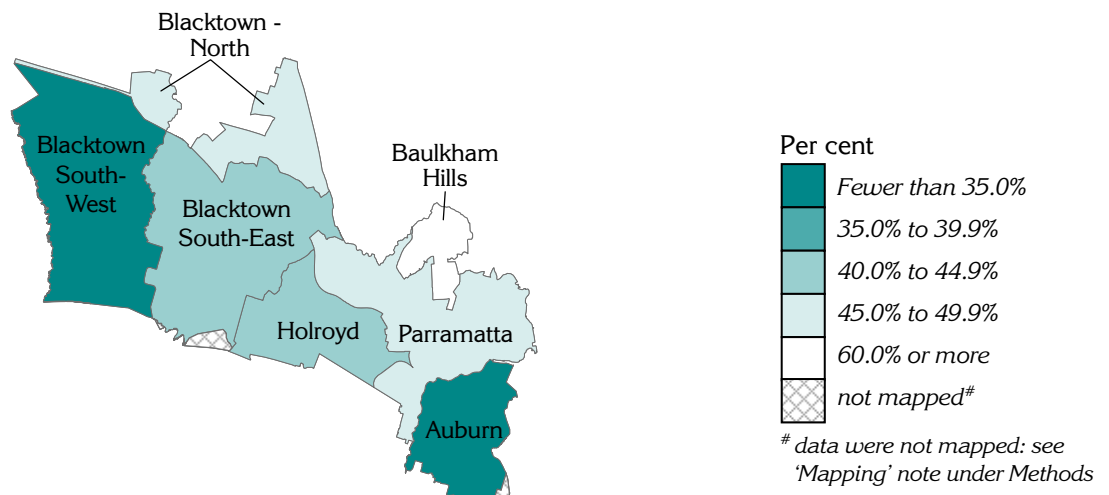 Blacktown -
North
Blacktown
South-
West
Baulkham
Hills
Blacktown
South-East
Holroyd
Parramatta
Auburn
Per cent
Fewer than 35.0%
35.0% to 39.9%
40.0% to 44.9%
45.0% to 49.9%
60.0% or more
not mapped#
# data were not mapped: see
'Mapping' note under Methods